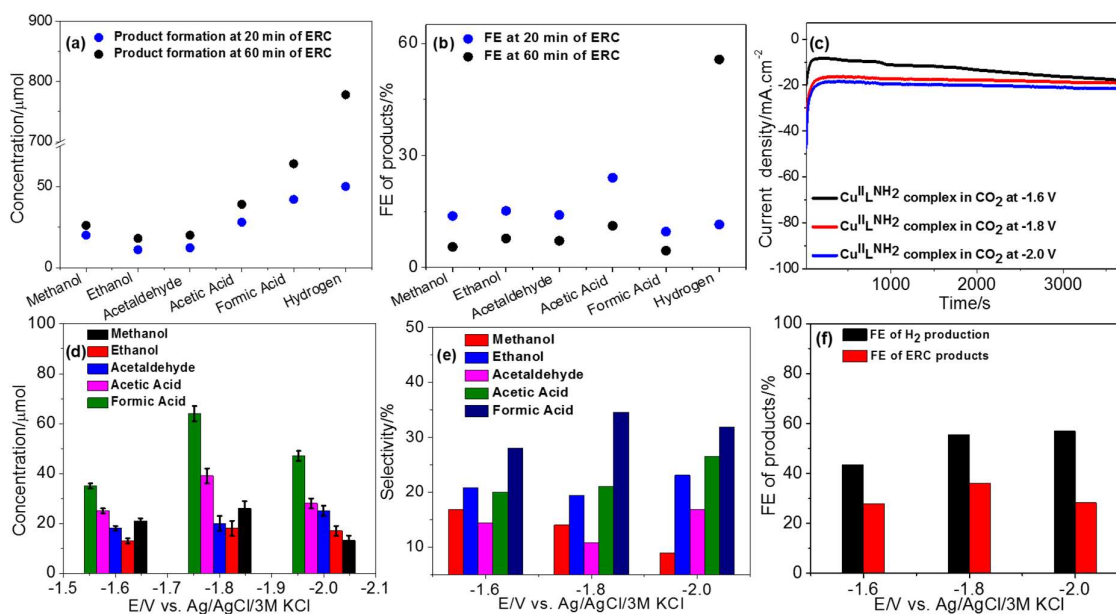 (a)
Product formation at 20 min of ERC
Product formation at 60 min of ERC
Concentration/μmol
900
800
700
50
0
Methanol
Ethanol
Acetaldehyde
Acetic Acid
Formic Acid
Hydrogen
(b)
FE at 20 min of ERC
FE at 60 min of ERC
FE of products/%
60
30
0
Methanol
Ethanol
Acetaldehyde
Acetic Acid
Formic Acid
Hydrogen
(c)
Current density/mA.cm⁻²
0
-20
-40
-60
-80
-100
CuᴵᴵLᴺᴴ² complex in CO₂ at -1.6 V
CuᴵᴵLᴺᴴ² complex in CO₂ at -1.8 V
CuᴵᴵLᴺᴴ² complex in CO₂ at -2.0 V
0 1000 2000 3000
Time/s
(d)
Methanol
Ethanol
Acetaldehyde
Acetic Acid
Formic Acid
Concentration/μmol
100
80
60
40
20
0
-1.5 -1.6 -1.7 -1.8 -1.9 -2.0 -2.1
E/V vs. Ag/AgCl/3M KCl
(e)
Methanol
Ethanol
Acetaldehyde
Acetic Acid
Formic Acid
Selectivity/%
50
40
30
20
10
-1.6 -1.8 -2.0
E/V vs. Ag/AgCl/3M KCl
(f)
FE of H₂ production
FE of ERC products
FE of products/%
100
80
60
40
20
0
-1.6 -1.8 -2.0
E/V vs. Ag/AgCl/3M KCl